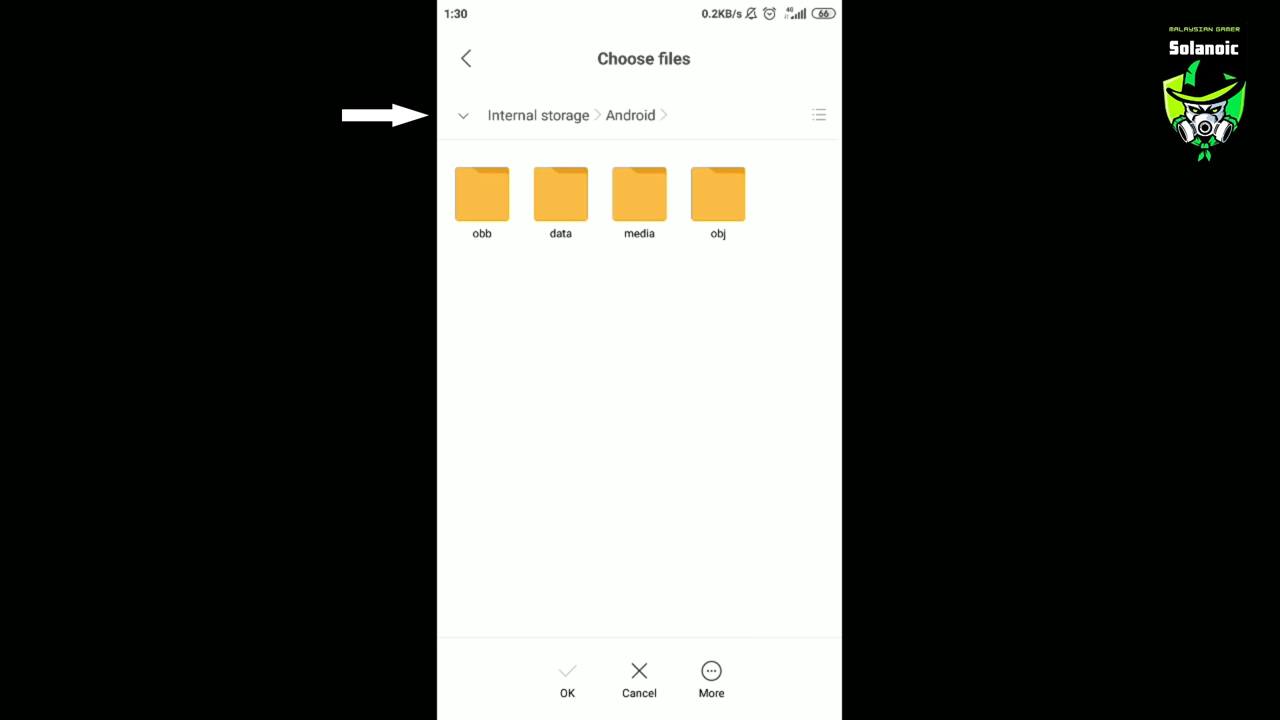 1:30
0.2KB/s 4G 66
MALAYSIAN GAMER
Solanoic
Choose files
Internal storage > Android >
obb data media obj
OK Cancel More